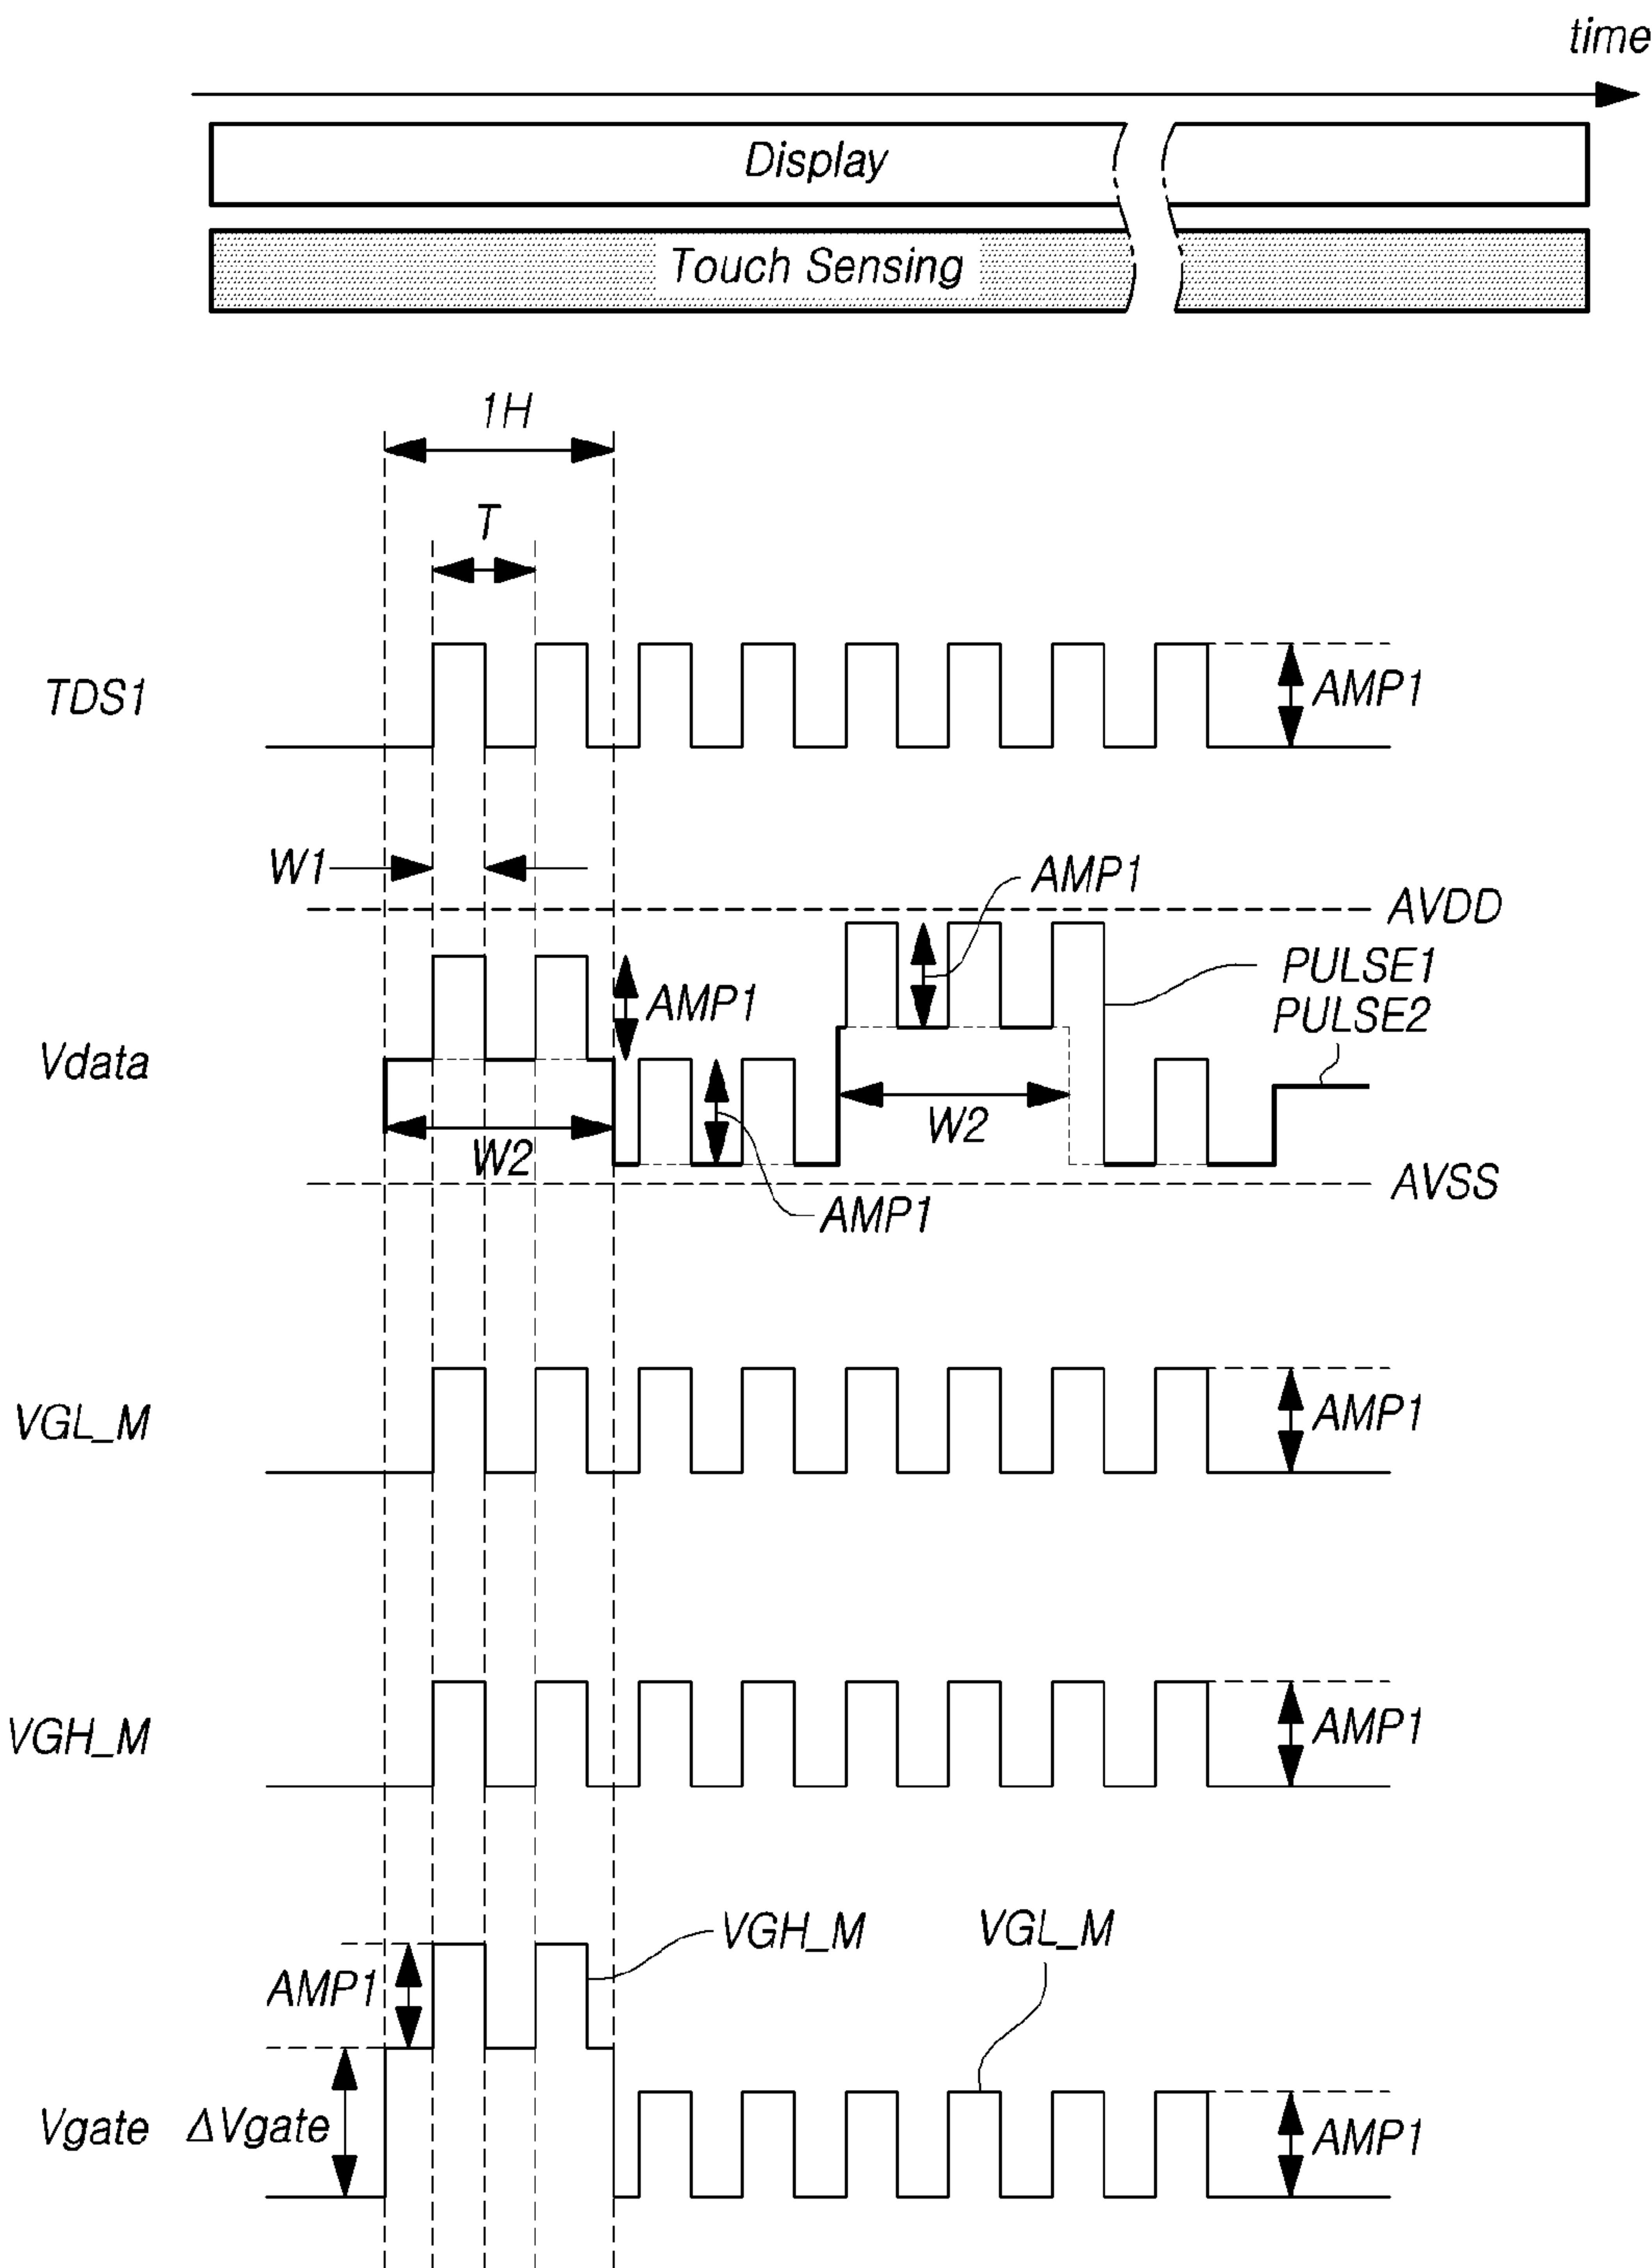 time
Display
Touch Sensing
1H
T
TDS1
AMP1
W1
AMP1
AVDD
PULSE1
PULSE2
AMP1
Vdata
W2
W2
AVSS
AMP1
VGL_M
AMP1
VGH_M
AMP1
VGH_M
VGL_M
AMP1
Vgate
ΔVgate
AMP1